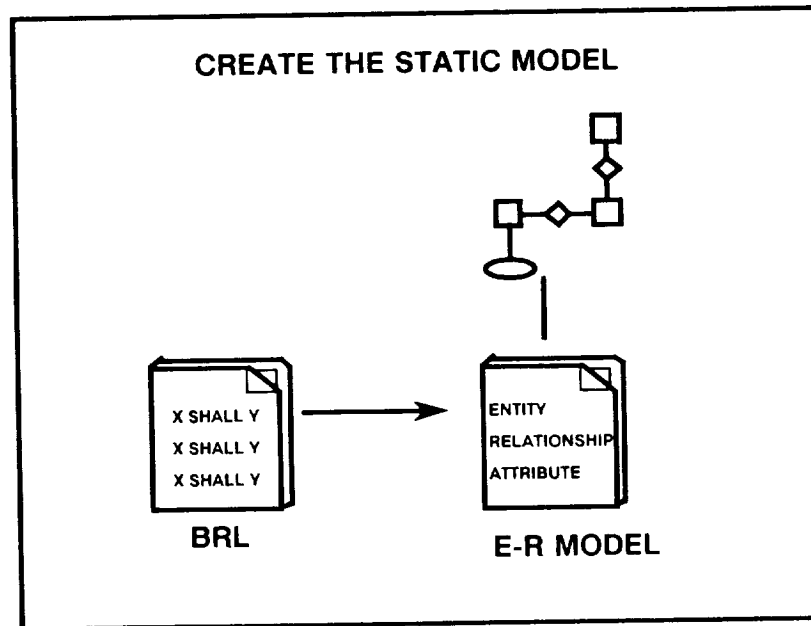 CREATE THE STATIC MODEL
X SHALL Y
X SHALL Y
X SHALL Y
BRL
ENTITY
RELATIONSHIP
ATTRIBUTE
E-R MODEL